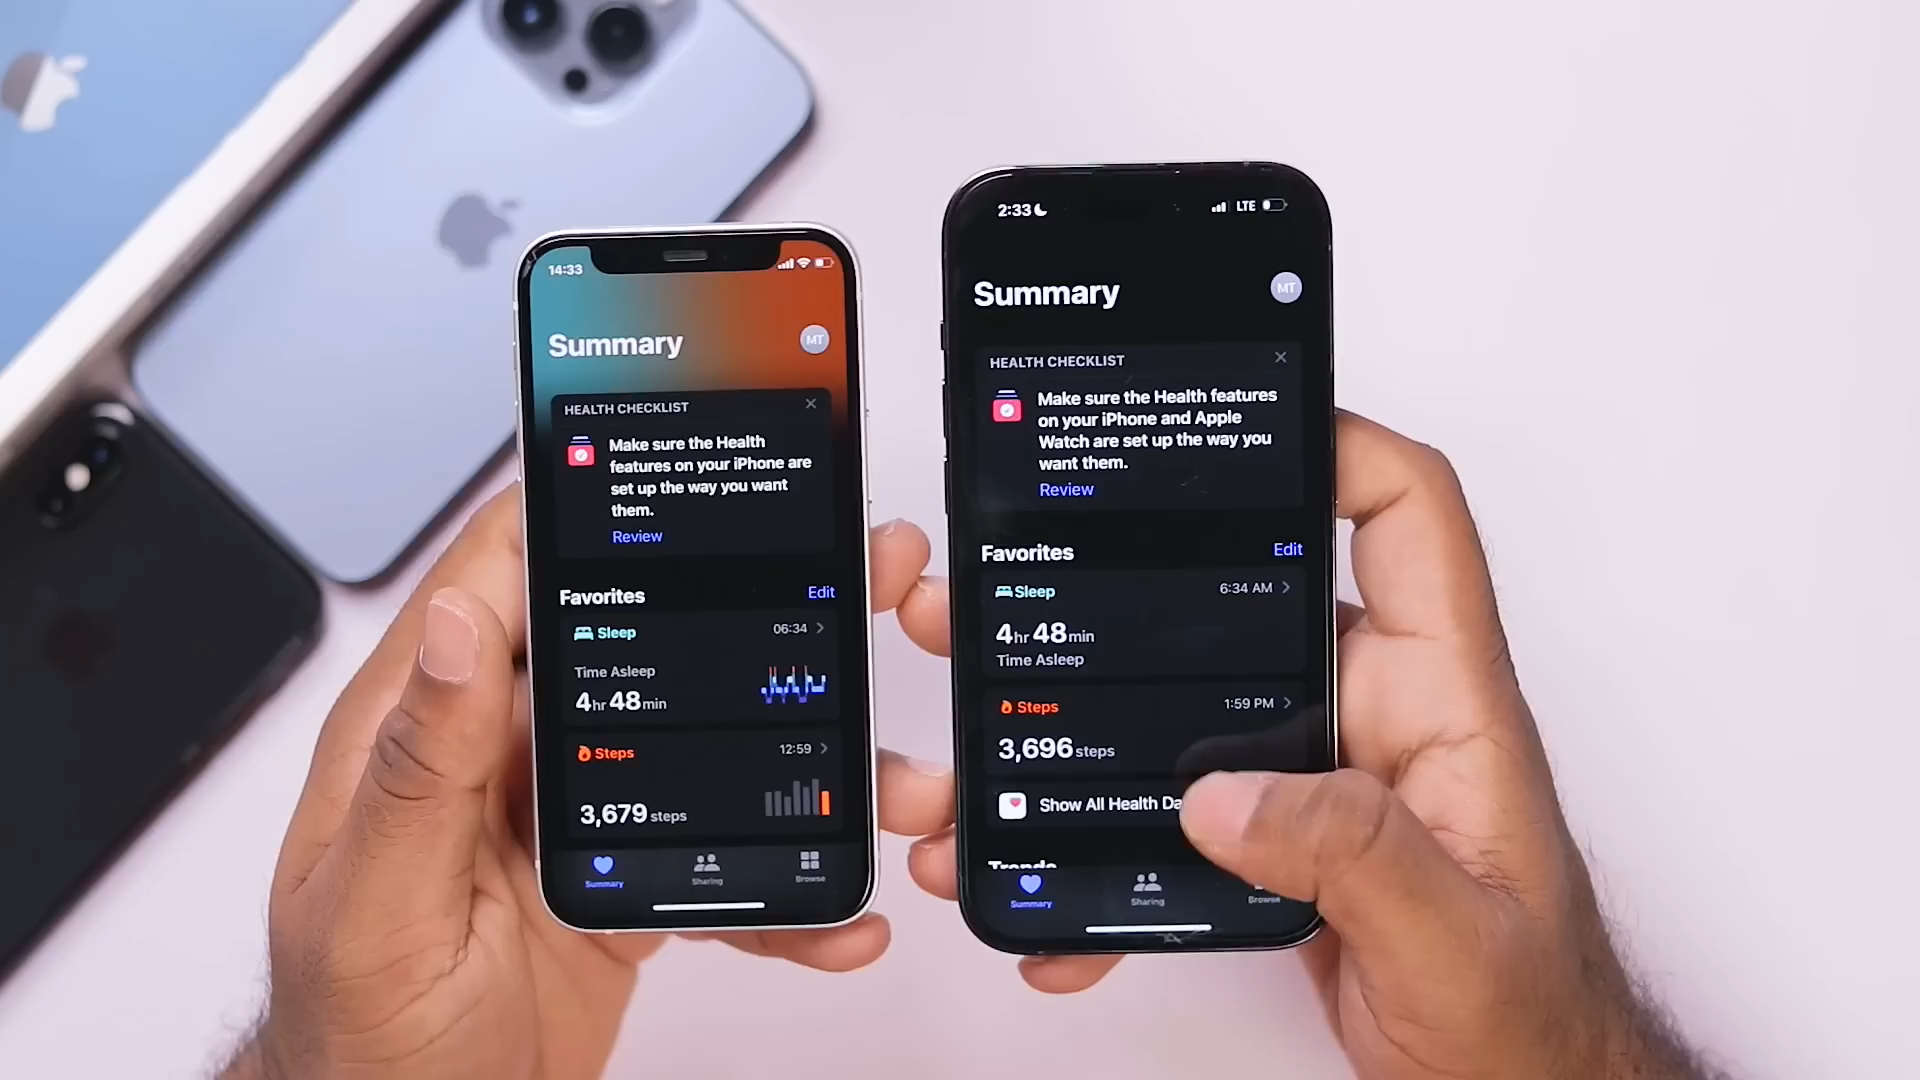 14:33
Summary
MT
HEALTH CHECKLIST
Make sure the Health
features on your iPhone are
set up the way you want
them.
Review
Favorites
Edit
Sleep
06:34
Time Asleep
4hr 48min
Steps
12:59
3,679 steps
Summary
Sharing
Browse
2:33
LTE
Summary
MT
HEALTH CHECKLIST
Make sure the Health features
on your iPhone and Apple
Watch are set up the way you
want them.
Review
Favorites
Edit
Sleep
6:34 AM
4hr 48min
Time Asleep
Steps
1:59 PM
3,696 steps
Show All Health Da
Trends
Summary
Sharing
Browse